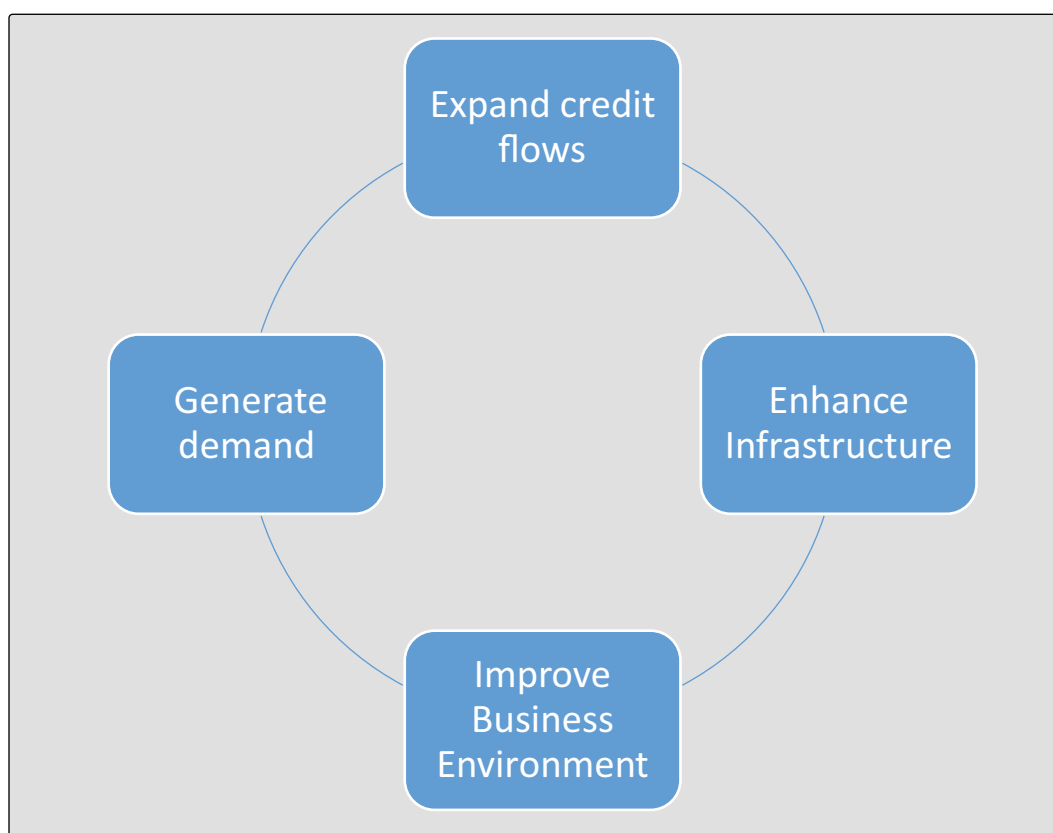 Expand credit
flows
Generate
demand
Enhance
Infrastructure
Improve
Business
Environment